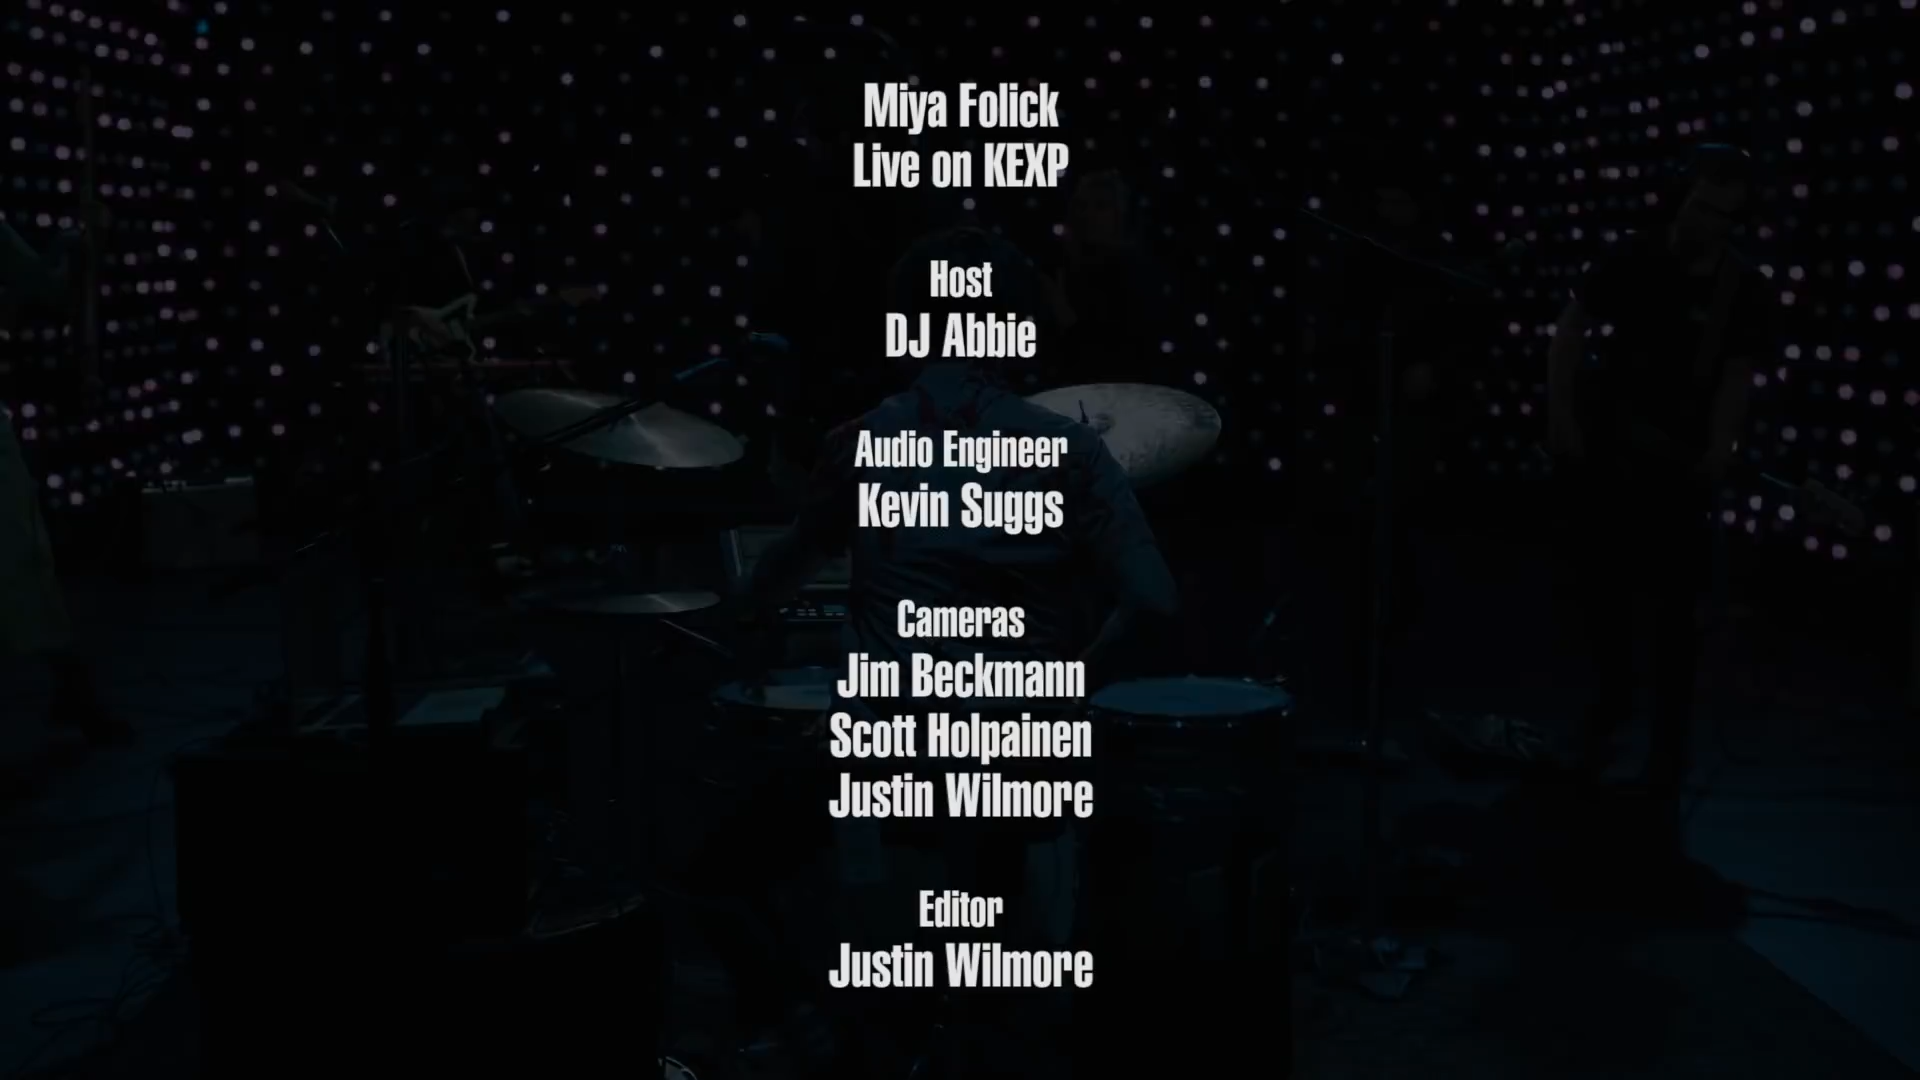 Miya Folick
Live on KEXP
Host
DJ Abbie
Audio Engineer
Kevin Suggs
Cameras
Jim Beckmann
Scott Holpainen
Justin Wilmore
Editor
Justin Wilmore